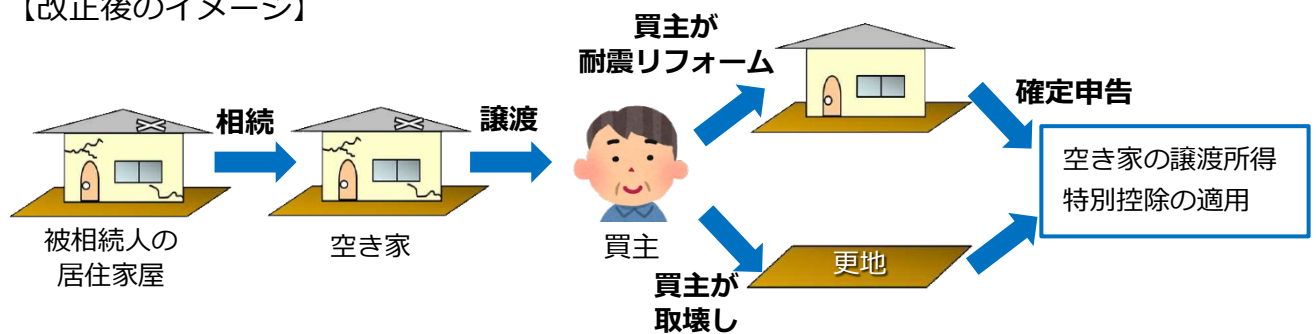 【改正後のイメージ】
買主が
耐震リフォーム
相続
譲渡
確定申告
空き家の譲渡所得
特別控除の適用
被相続人の
居住家屋
空き家
買主
更地
買主が
取壊し